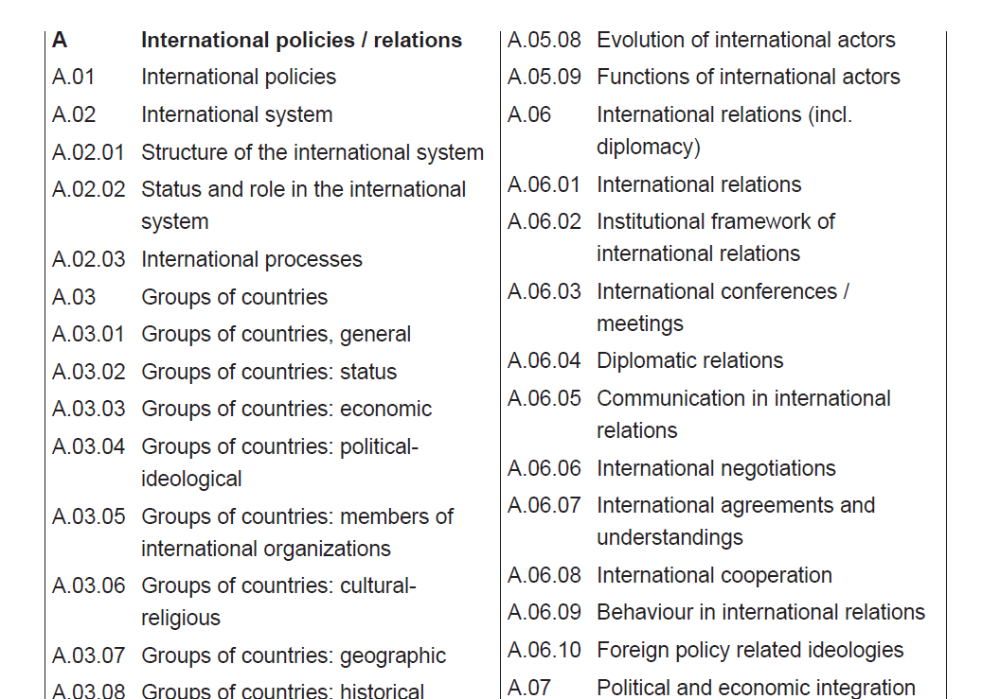 A International policies / relations
A.01 International policies
A.02 International system
A.02.01 Structure of the international system
A.02.02 Status and role in the international
system
A.02.03 International processes
A.03 Groups of countries
A.03.01 Groups of countries, general
A.03.02 Groups of countries: status
A.03.03 Groups of countries: economic
A.03.04 Groups of countries: political-
ideological
A.03.05 Groups of countries: members of
international organizations
A.03.06 Groups of countries: cultural-
religious
A.03.07 Groups of countries: geographic
A.03.08 Groups of countries: historical
A.05.08 Evolution of international actors
A.05.09 Functions of international actors
A.06 International relations (incl.
diplomacy)
A.06.01 International relations
A.06.02 Institutional framework of
international relations
A.06.03 International conferences /
meetings
A.06.04 Diplomatic relations
A.06.05 Communication in international
relations
A.06.06 International negotiations
A.06.07 International agreements and
understandings
A.06.08 International cooperation
A.06.09 Behaviour in international relations
A.06.10 Foreign policy related ideologies
A.07 Political and economic integration